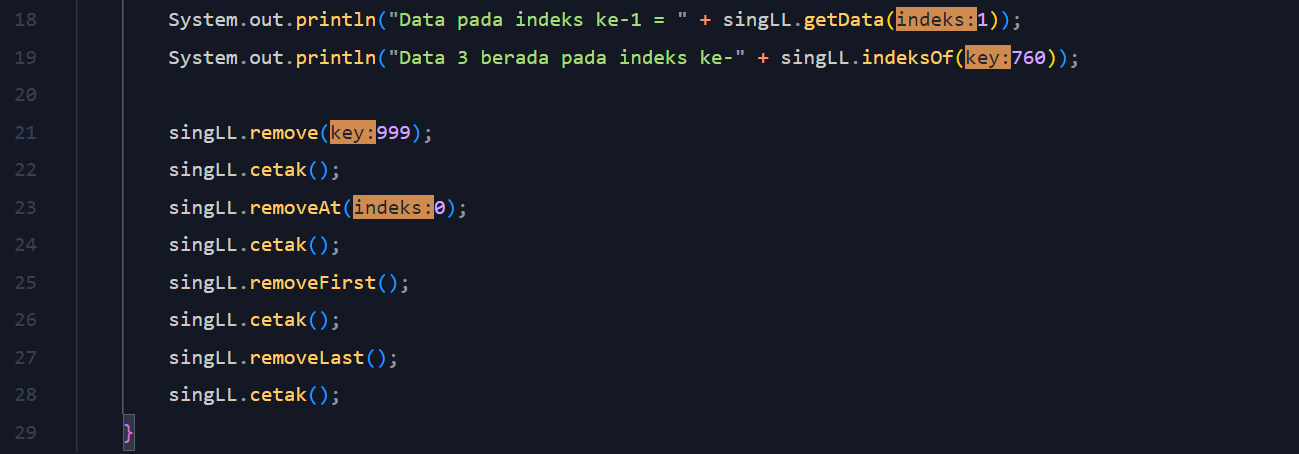 18 System.out.println("Data pada indeks ke-1 = " + singLL.getData(indeks:1));
19 System.out.println("Data 3 berada pada indeks ke-" + singLL.indeksOf(key:760));
20
21 singLL.remove(key:999);
22 singLL.cetak();
23 singLL.removeAt(indeks:0);
24 singLL.cetak();
25 singLL.removeFirst();
26 singLL.cetak();
27 singLL.removeLast();
28 singLL.cetak();
29 }